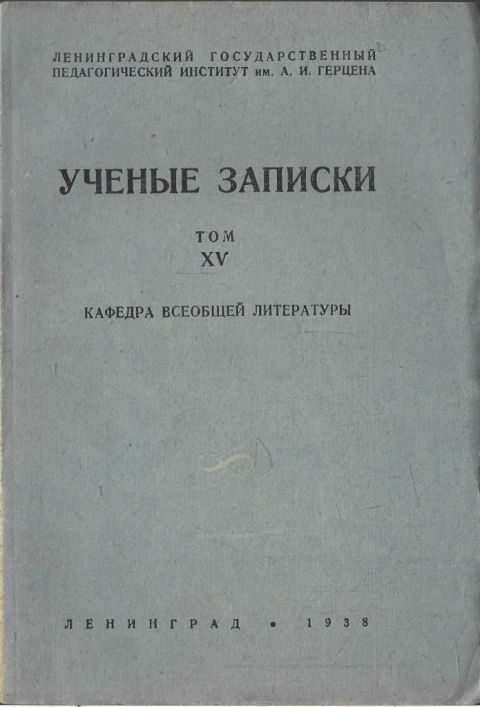 ЛЕНИНГРАДСКИЙ ГОСУДАРСТВЕННЫЙ
ПЕДАГОГИЧЕСКИЙ ИНСТИТУТ им. А. И. ГЕРЦЕНА
УЧЕНЫЕ ЗАПИСКИ
ТОМ
XV
КАФЕДРА ВСЕОБЩЕЙ ЛИТЕРАТУРЫ
ЛЕНИНГРАД • 1938